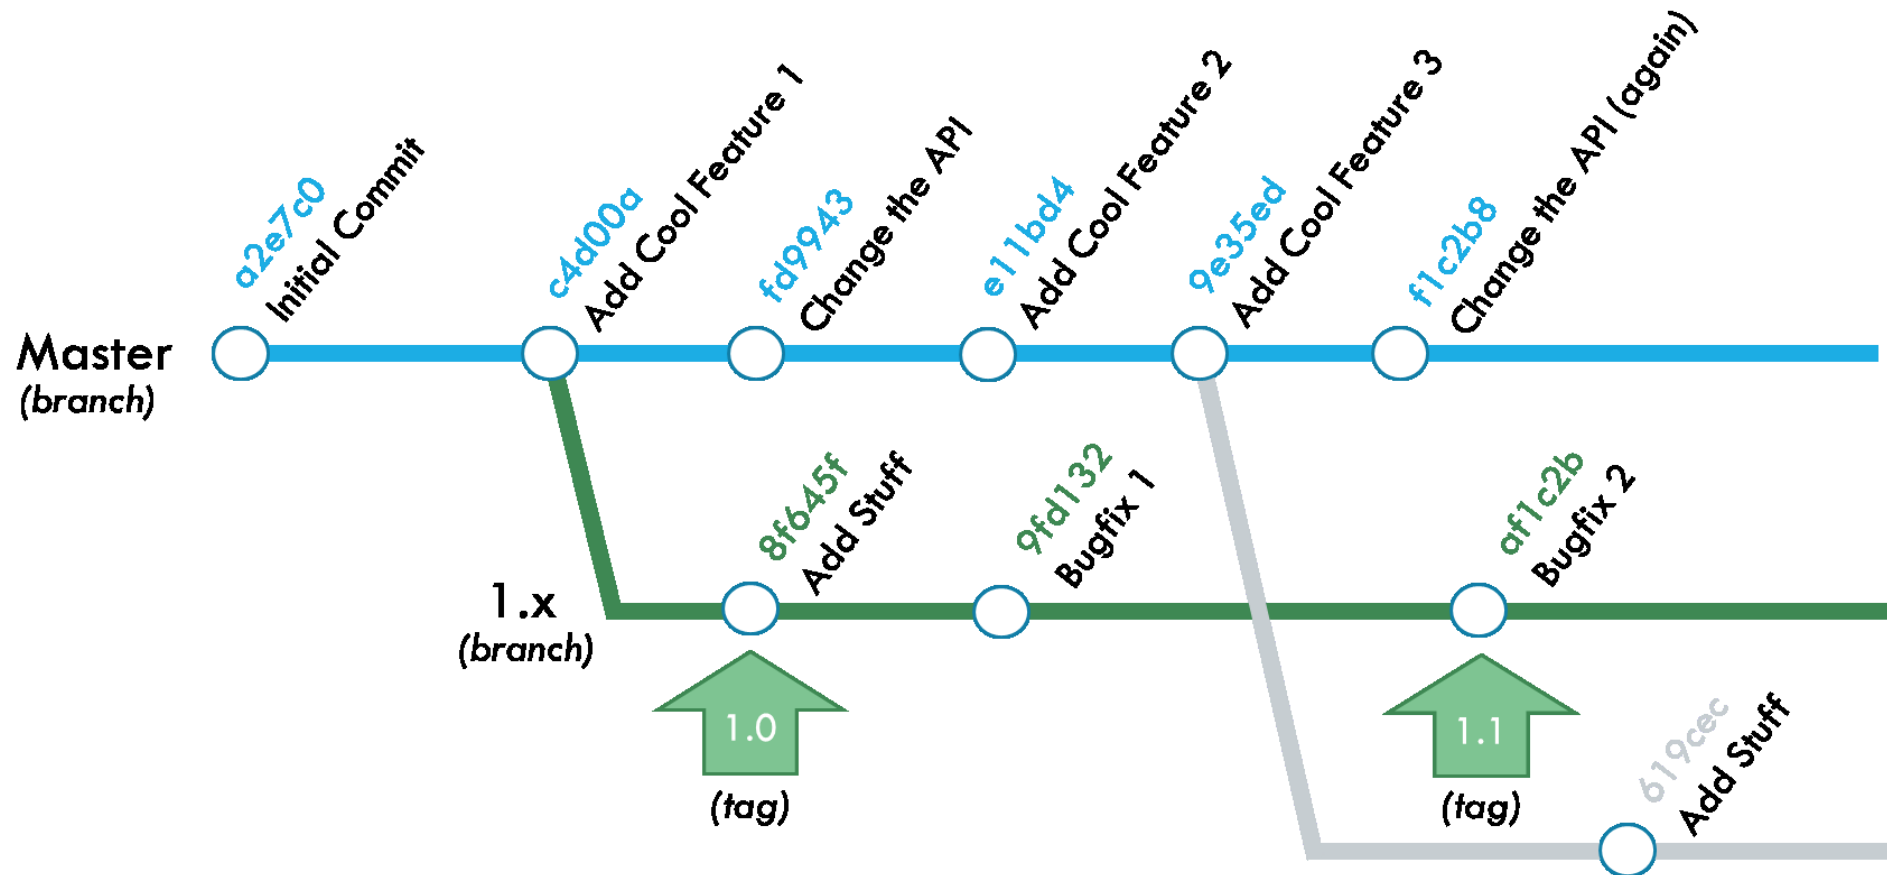 a2e7c0
Initial Commit
c4d00a
Add Cool Feature 1
fd9943
Change the API
e11bd4
Add Cool Feature 2
9e35ed
Add Cool Feature 3
f1c2b8
Change the API (again)
Master
(branch)
8f645f
Add Stuff
9fd132
Bugfix 1
af1c2b
Bugfix 2
1.x
(branch)
1.0
(tag)
1.1
(tag)
619cec
Add Stuff